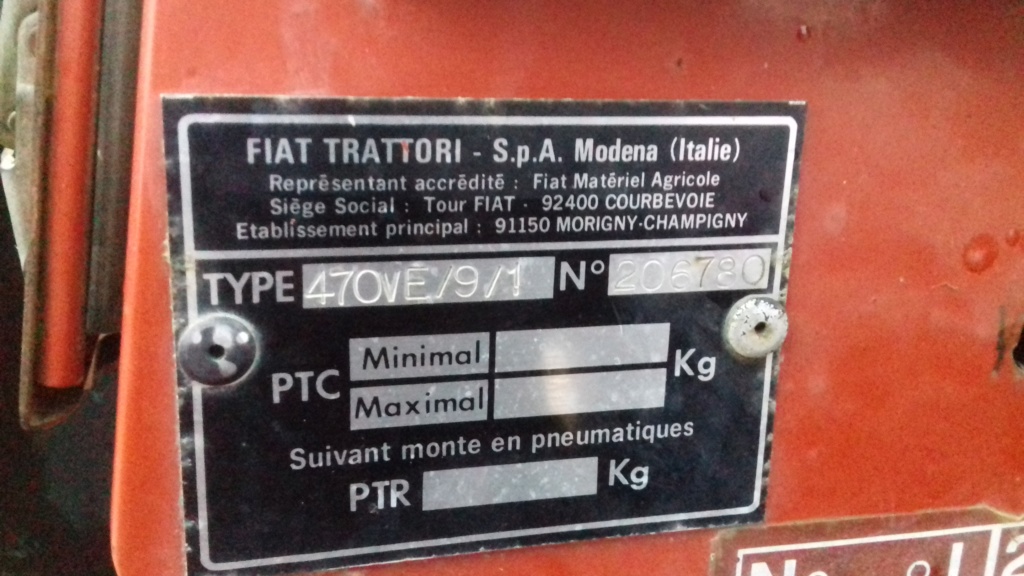 FIAT TRATTORI - S.p.A. Modena (Italie)
Représentant accrédité : Fiat Matériel Agricole
Siège Social : Tour FIAT - 92400 COURBEVOIE
Etablissement principal : 91150 MORIGNY-CHAMPIGNY
TYPE 470VE/9/1 N° 206780
PTC Minimal Kg
Maximal
Suivant monte en pneumatiques
PTR Kg